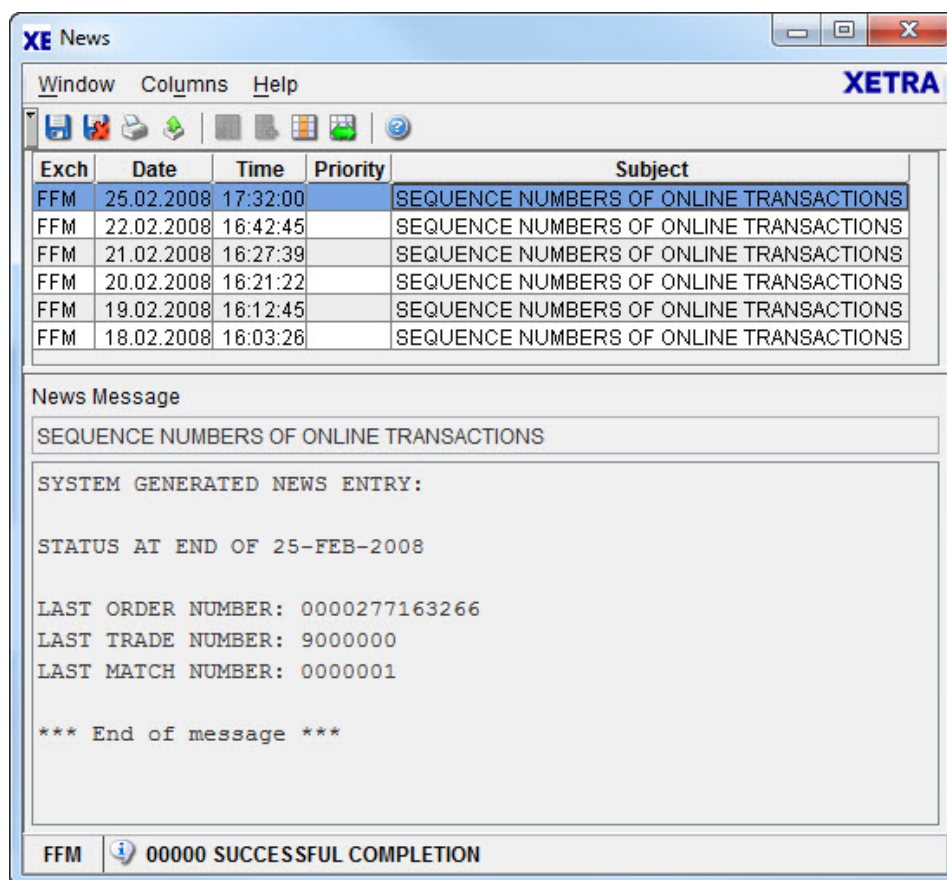 XE News
Window Columns Help XETRA
Exch Date Time Priority Subject
FFM 25.02.2008 17:32:00 SEQUENCE NUMBERS OF ONLINE TRANSACTIONS
FFM 22.02.2008 16:42:45 SEQUENCE NUMBERS OF ONLINE TRANSACTIONS
FFM 21.02.2008 16:27:39 SEQUENCE NUMBERS OF ONLINE TRANSACTIONS
FFM 20.02.2008 16:21:22 SEQUENCE NUMBERS OF ONLINE TRANSACTIONS
FFM 19.02.2008 16:12:45 SEQUENCE NUMBERS OF ONLINE TRANSACTIONS
FFM 18.02.2008 16:03:26 SEQUENCE NUMBERS OF ONLINE TRANSACTIONS
News Message
SEQUENCE NUMBERS OF ONLINE TRANSACTIONS
SYSTEM GENERATED NEWS ENTRY:
STATUS AT END OF 25-FEB-2008
LAST ORDER NUMBER: 0000277163266
LAST TRADE NUMBER: 9000000
LAST MATCH NUMBER: 0000001
*** End of message ***
FFM 00000 SUCCESSFUL COMPLETION